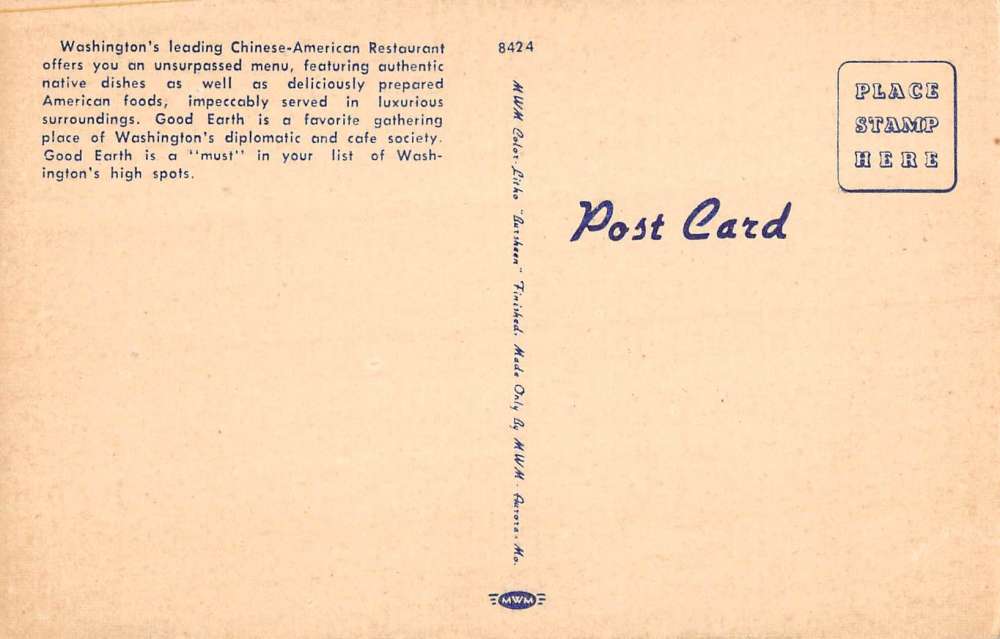 Washington's leading Chinese-American Restaurant
offers you an unsurpassed menu, featuring authentic
native dishes as well as deliciously prepared
American foods, impeccably served in luxurious
surroundings. Good Earth is a favorite gathering
place of Washington's diplomatic and cafe society.
Good Earth is a "must" in your list of Wash-
ington's high spots.
8424
MWM Color-Litho "Bursheen" Finished, Made Only By MWM - Aurora, Mo.
MWM
Post Card
PLACE
STAMP
HERE